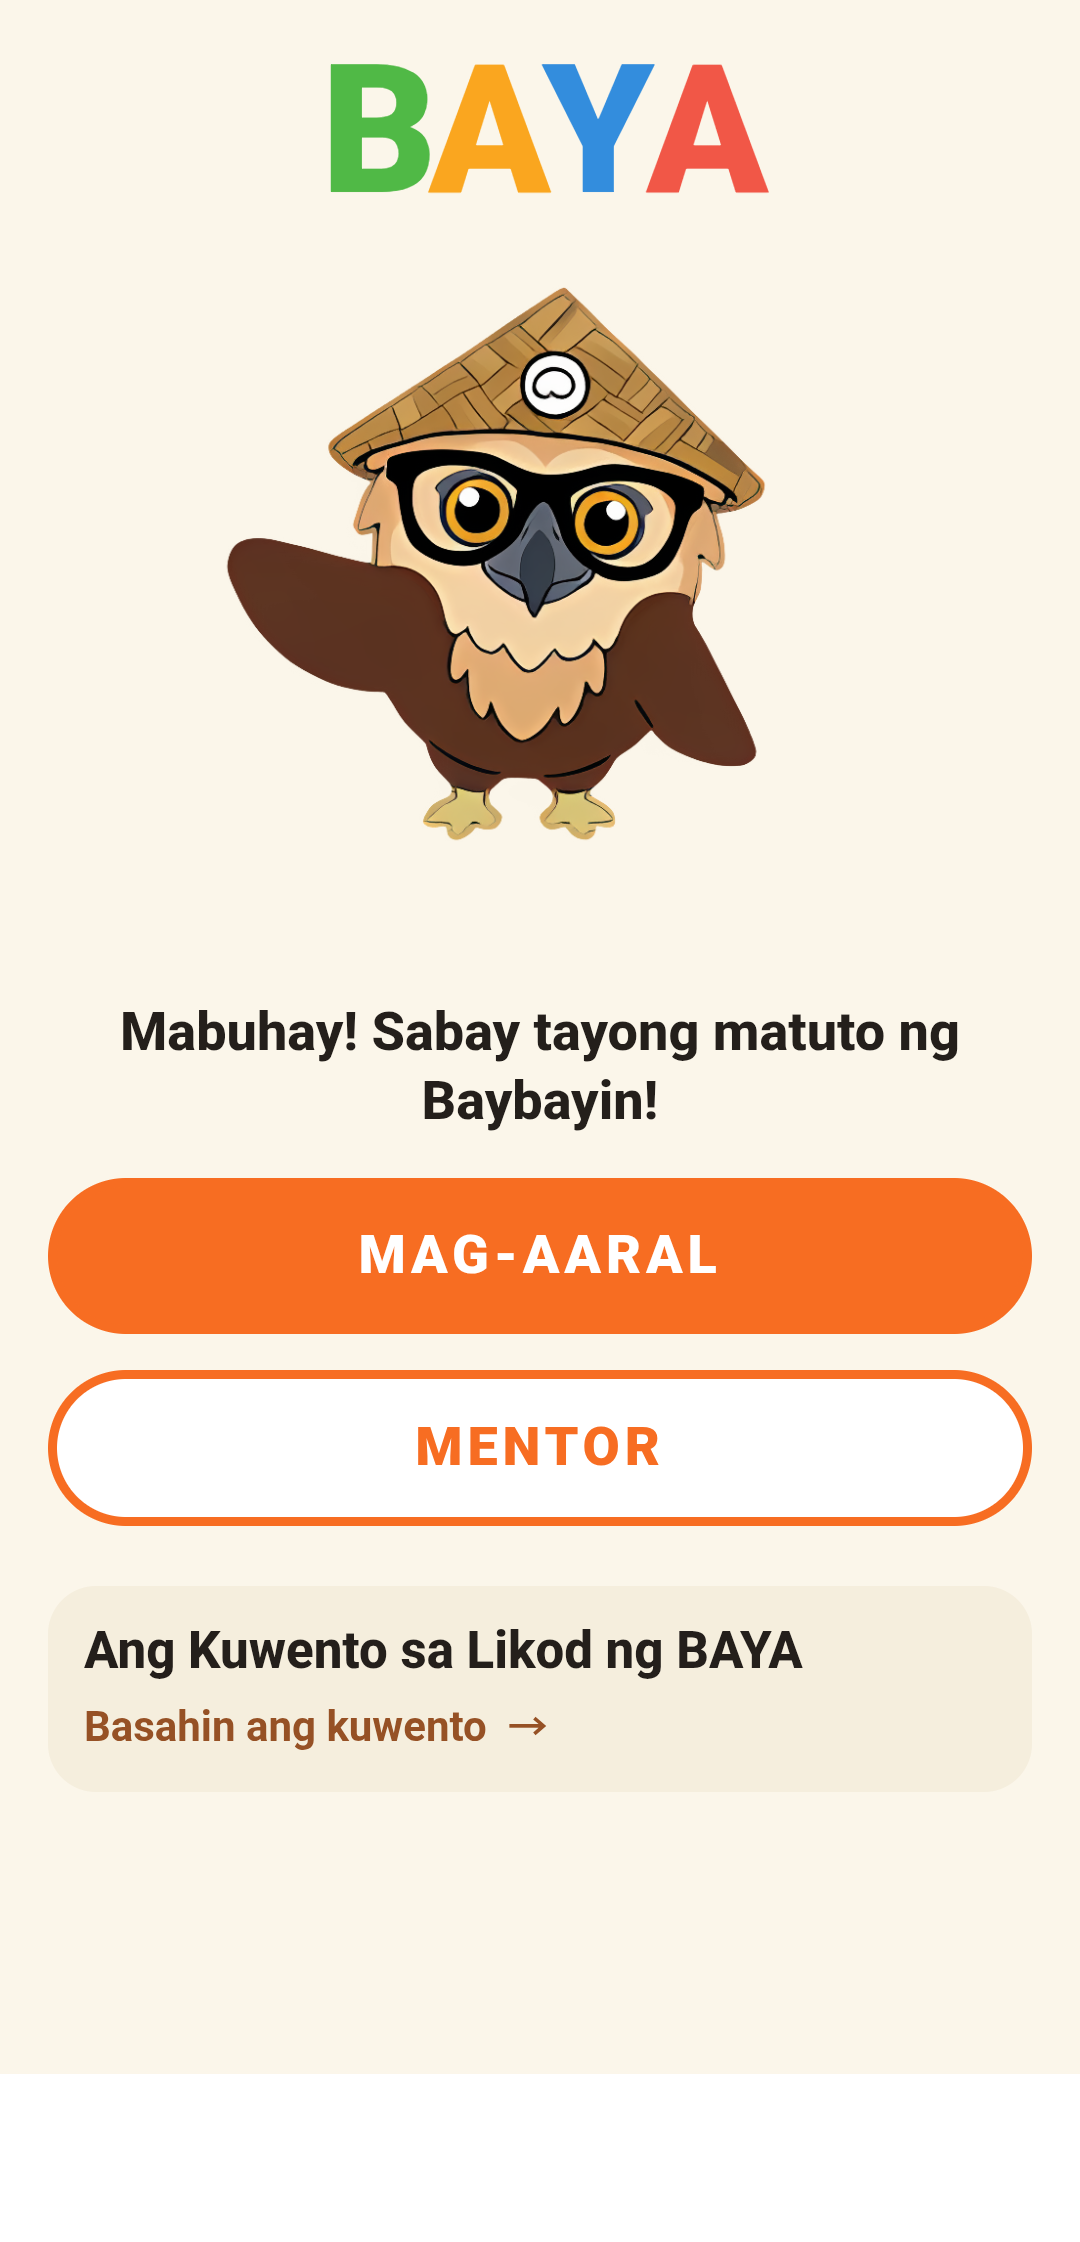 BAYA
Mabuhay! Sabay tayong matuto ng
Baybayin!
MAG-AARAL
MENTOR
Ang Kuwento sa Likod ng BAYA
Basahin ang kuwento →